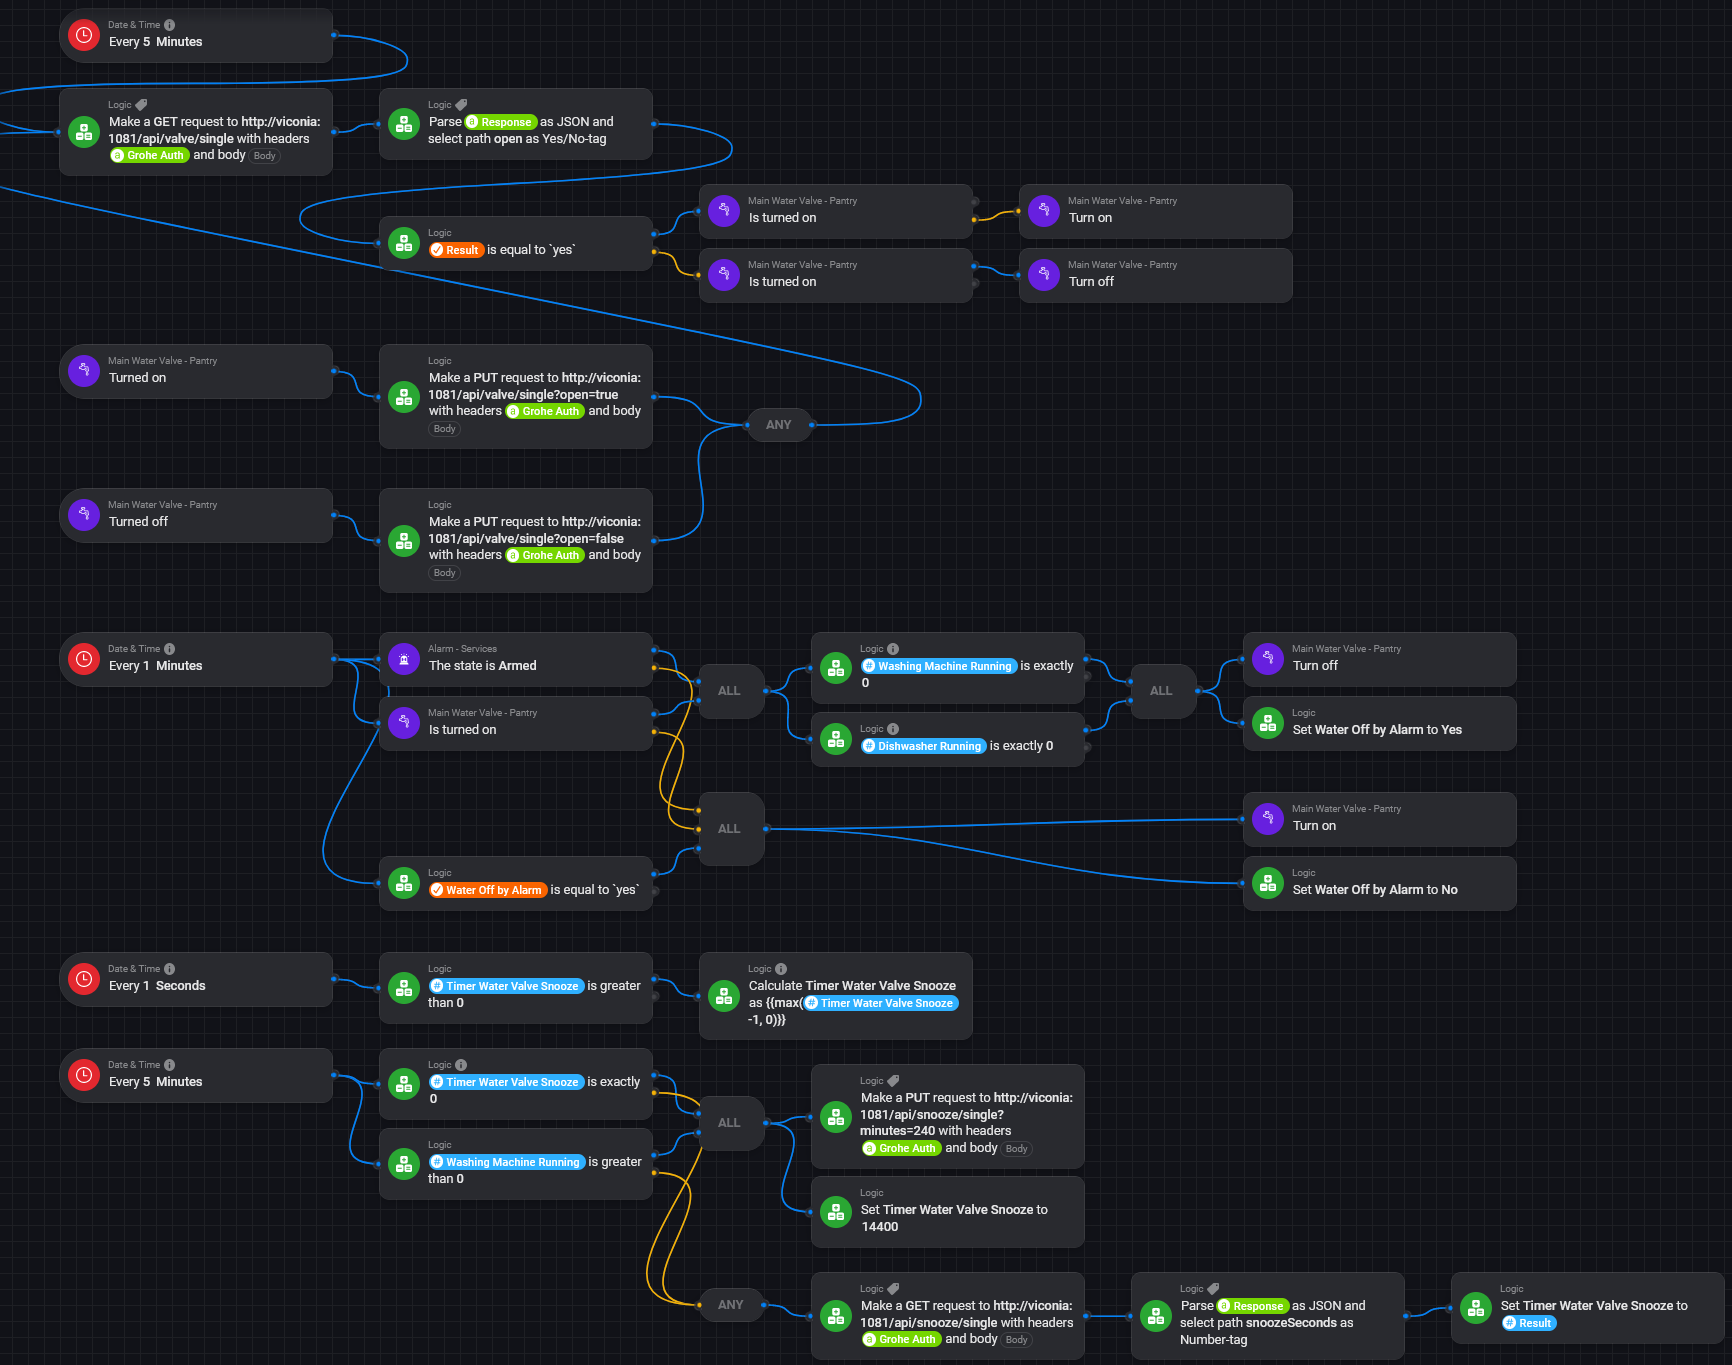 Date & Time
Every 5 Minutes
Logic
Make a GET request to http://viconia:
1081/api/valve/single with headers
Grohe Auth and body Body
Logic
Parse Response as JSON and
select path open as Yes/No-tag
Logic
Result is equal to `yes`
Main Water Valve - Pantry
Is turned on
Main Water Valve - Pantry
Turn on
Main Water Valve - Pantry
Is turned on
Main Water Valve - Pantry
Turn off
Main Water Valve - Pantry
Turned on
Logic
Make a PUT request to http://viconia:
1081/api/valve/single?open=true
with headers Grohe Auth and body
Body
ANY
Main Water Valve - Pantry
Turned off
Logic
Make a PUT request to http://viconia:
1081/api/valve/single?open=false
with headers Grohe Auth and body
Body
Date & Time
Every 1 Minutes
Alarm - Services
The state is Armed
Main Water Valve - Pantry
Is turned on
ALL
Logic
Washing Machine Running is exactly
0
Logic
Dishwasher Running is exactly 0
ALL
Main Water Valve - Pantry
Turn off
Logic
Set Water Off by Alarm to Yes
ALL
Main Water Valve - Pantry
Turn on
Logic
Water Off by Alarm is equal to `yes`
Logic
Set Water Off by Alarm to No
Date & Time
Every 1 Seconds
Logic
Timer Water Valve Snooze is greater
than 0
Logic
Calculate Timer Water Valve Snooze
as {{max(Timer Water Valve Snooze
-1, 0)}}
Date & Time
Every 5 Minutes
Logic
Timer Water Valve Snooze is exactly
0
Logic
Washing Machine Running is greater
than 0
ALL
Logic
Make a PUT request to http://viconia:
1081/api/snooze/single?
minutes=240 with headers
Grohe Auth and body Body
Logic
Set Timer Water Valve Snooze to
14400
ANY
Logic
Make a GET request to http://viconia:
1081/api/snooze/single with headers
Grohe Auth and body Body
Logic
Parse Response as JSON and
select path snoozeSeconds as
Number-tag
Logic
Set Timer Water Valve Snooze to
Result